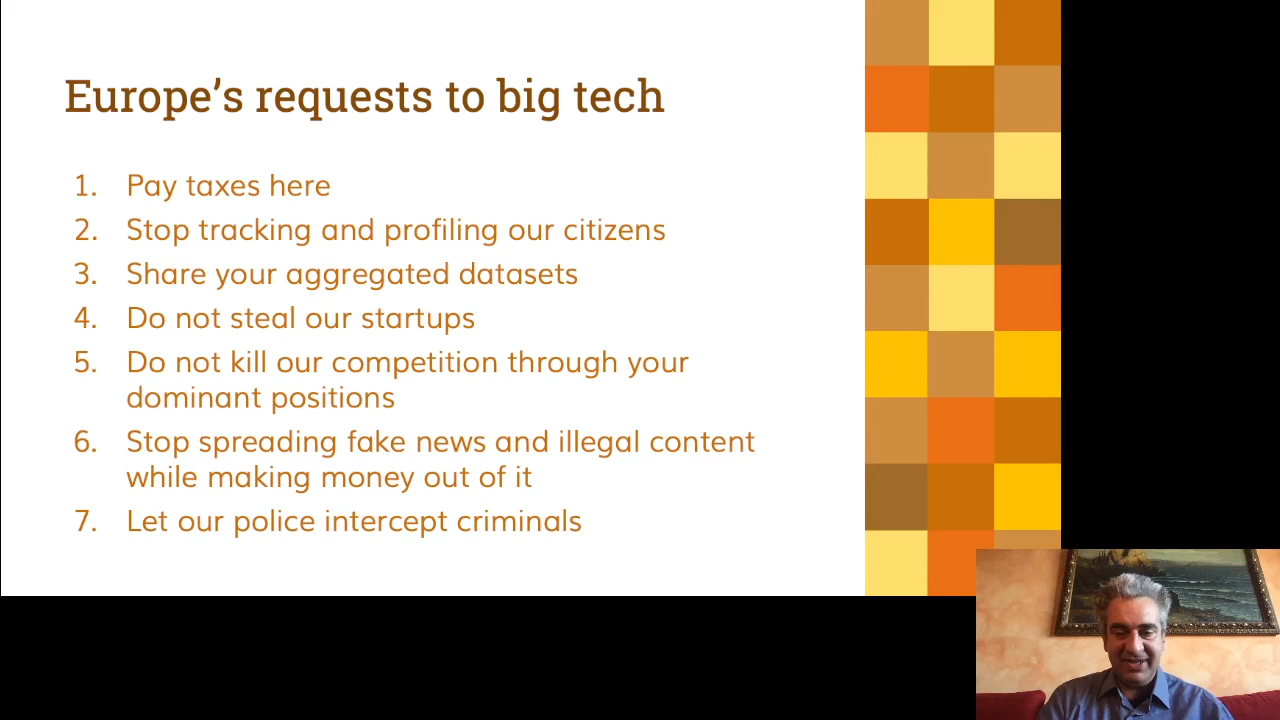 Europe’s requests to big tech
1. Pay taxes here
2. Stop tracking and profiling our citizens
3. Share your aggregated datasets
4. Do not steal our startups
5. Do not kill our competition through your
dominant positions
6. Stop spreading fake news and illegal content
while making money out of it
7. Let our police intercept criminals